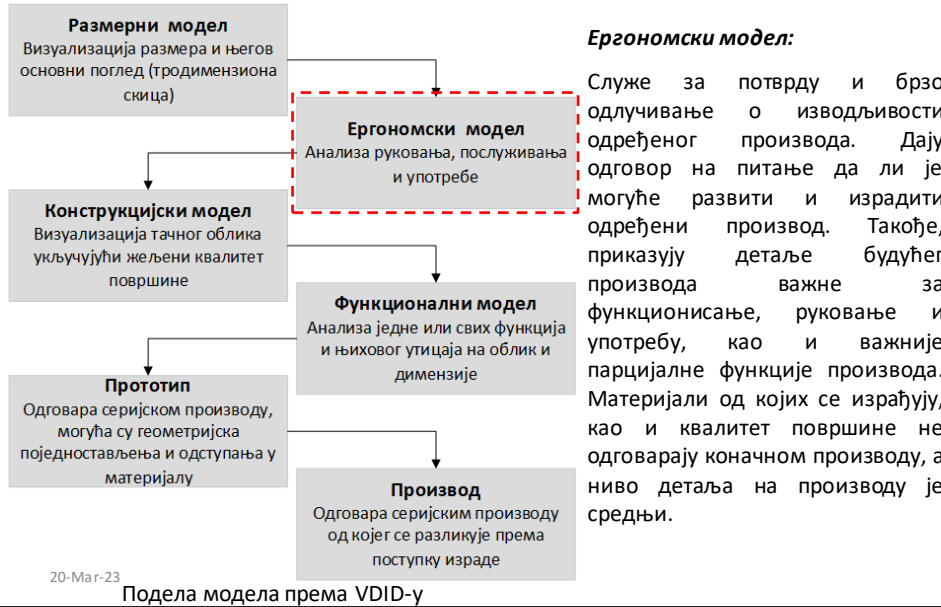 Размерни модел
Визуализација размера и његов
основни поглед (тродимензиона
скица)
Ергономски модел
Анализа руковања, послуживања
и употребе
Конструкцијски модел
Визуализација тачног облика
укључујући жељени квалитет
површине
Функционални модел
Анализа једне или свих функција
и њиховог утицаја на облик и
димензије
Прототип
Одговара серијском производу,
могућа су геометријска
поједностављења и одступања у
материјалу
Производ
Одговара серијским производу
од којег се разликује према
поступку израде
20-Mar-23
Подела модела према VDID-у
Ергономски модел:
Служе за потврду и брзо
одлучивање о изводљивости
одређеног производа. Дају
одговор на питање да ли је
могуће развити и израдити
одређени производ. Такође,
приказују детаље будућег
производа важне за
функционисање, руковање и
употребу, као и важније
парцијалне функције производа.
Материјали од којих се израђују,
као и квалитет површине не
одговарају коначном производу, а
ниво детаља на производу је
средњи.